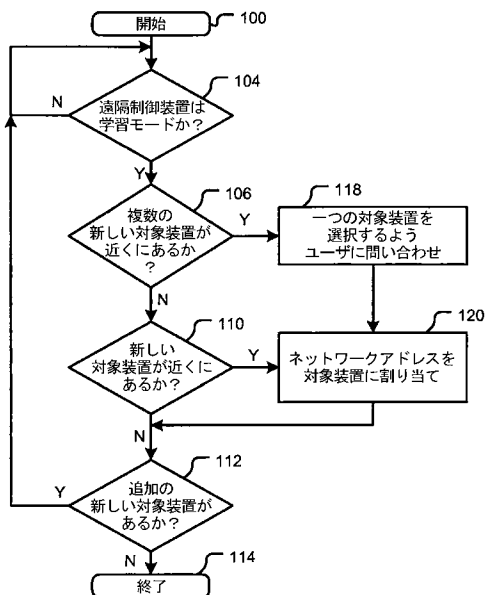 開始
100
遠隔制御装置は
学習モードか？
104
N
Y
複数の
新しい対象装置が
近くにあるか
？
106
Y
N
一つの対象装置を
選択するよう
ユーザに問い合わせ
118
新しい
対象装置が近くに
あるか？
110
Y
N
ネットワークアドレスを
対象装置に割り当て
120
追加の
新しい対象装置が
あるか？
112
Y
N
終了
114